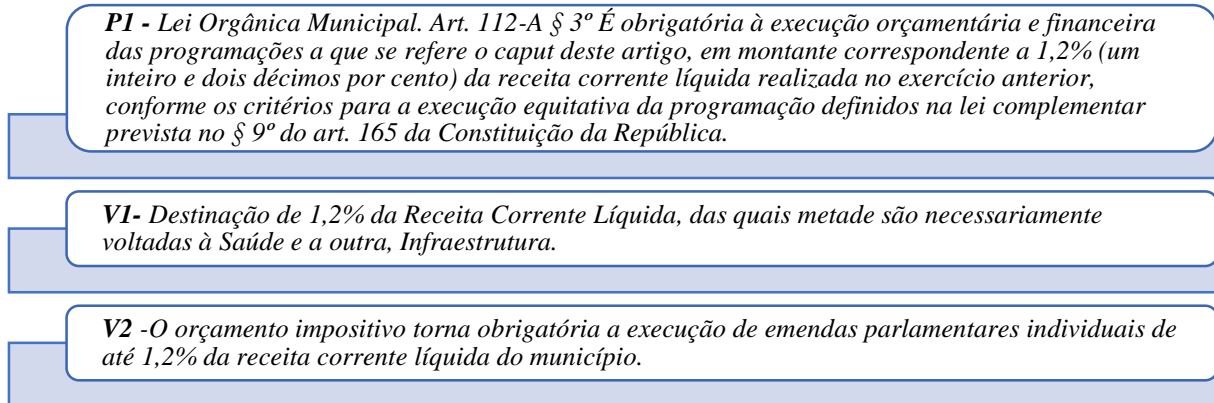 P1 - Lei Orgânica Municipal. Art. 112-A § 3º É obrigatória à execução orçamentária e financeira
das programações a que se refere o caput deste artigo, em montante correspondente a 1,2% (um
inteiro e dois décimos por cento) da receita corrente líquida realizada no exercício anterior,
conforme os critérios para a execução equitativa da programação definidos na lei complementar
prevista no § 9º do art. 165 da Constituição da República.
V1- Destinação de 1,2% da Receita Corrente Líquida, das quais metade são necessariamente
voltadas à Saúde e a outra, Infraestrutura.
V2 -O orçamento impositivo torna obrigatória a execução de emendas parlamentares individuais de
até 1,2% da receita corrente líquida do município.